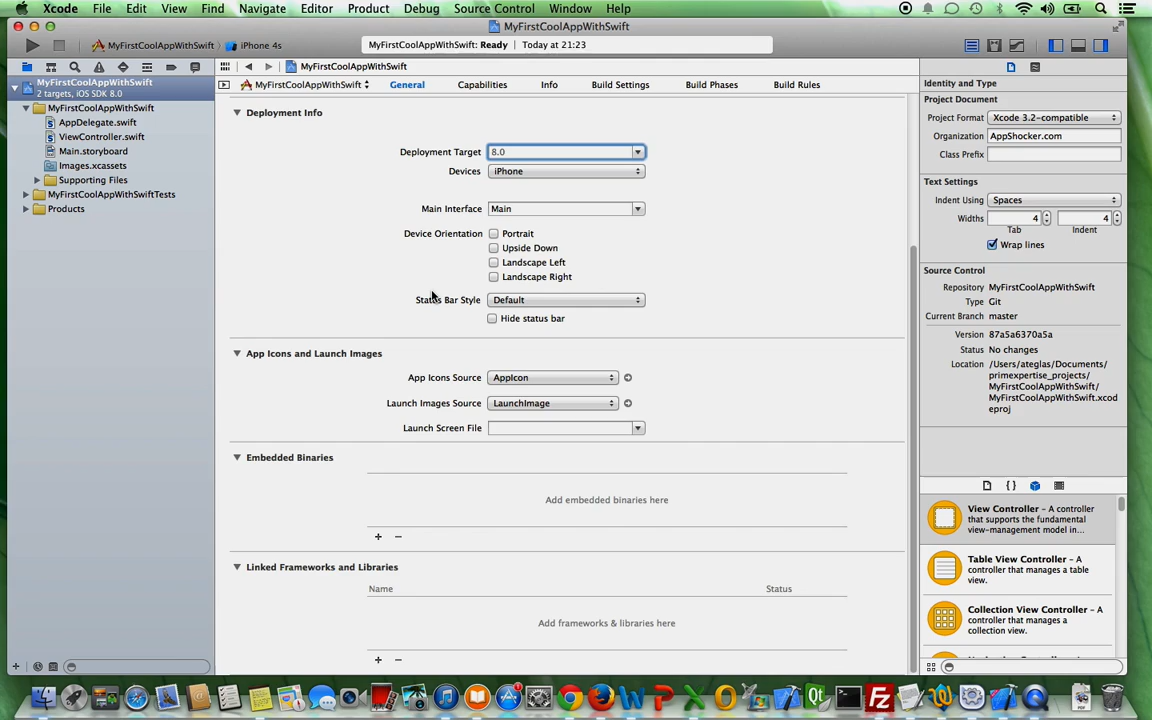 Xcode File Edit View Find Navigate Editor Product Debug Source Control Window Help
MyFirstCoolAppWithSwift
MyFirstCoolAppWithSwift iPhone 4s
MyFirstCoolAppWithSwift: Ready Today at 21:23
MyFirstCoolAppWithSwift
2 targets, iOS SDK 8.0
MyFirstCoolAppWithSwift
AppDelegate.swift
ViewController.swift
Main.storyboard
Images.xcassets
Supporting Files
MyFirstCoolAppWithSwiftTests
Products
MyFirstCoolAppWithSwift
MyFirstCoolAppWithSwift General Capabilities Info Build Settings Build Phases Build Rules
Deployment Info
Deployment Target 8.0
Devices iPhone
Main Interface Main
Device Orientation Portrait
Upside Down
Landscape Left
Landscape Right
Status Bar Style Default
Hide status bar
App Icons and Launch Images
App Icons Source AppIcon
Launch Images Source LaunchImage
Launch Screen File
Embedded Binaries
Add embedded binaries here
Linked Frameworks and Libraries
Name Status
Add frameworks & libraries here
Identity and Type
Project Document
Project Format Xcode 3.2-compatible
Organization AppShocker.com
Class Prefix
Text Settings
Indent Using Spaces
Widths 4 4
Tab Indent
Wrap lines
Source Control
Repository MyFirstCoolAppWithSwift
Type Git
Current Branch master
Version 87a5a6370a5a
Status No changes
Location /Users/ateglas/Documents/
primexpertise_projects/
MyFirstCoolAppWithSwift/
MyFirstCoolAppWithSwift.xcod
eproj
View Controller - A controller
that supports the fundamental
view-management model in...
Table View Controller - A
controller that manages a table
view.
Collection View Controller - A
controller that manages a
collection view.